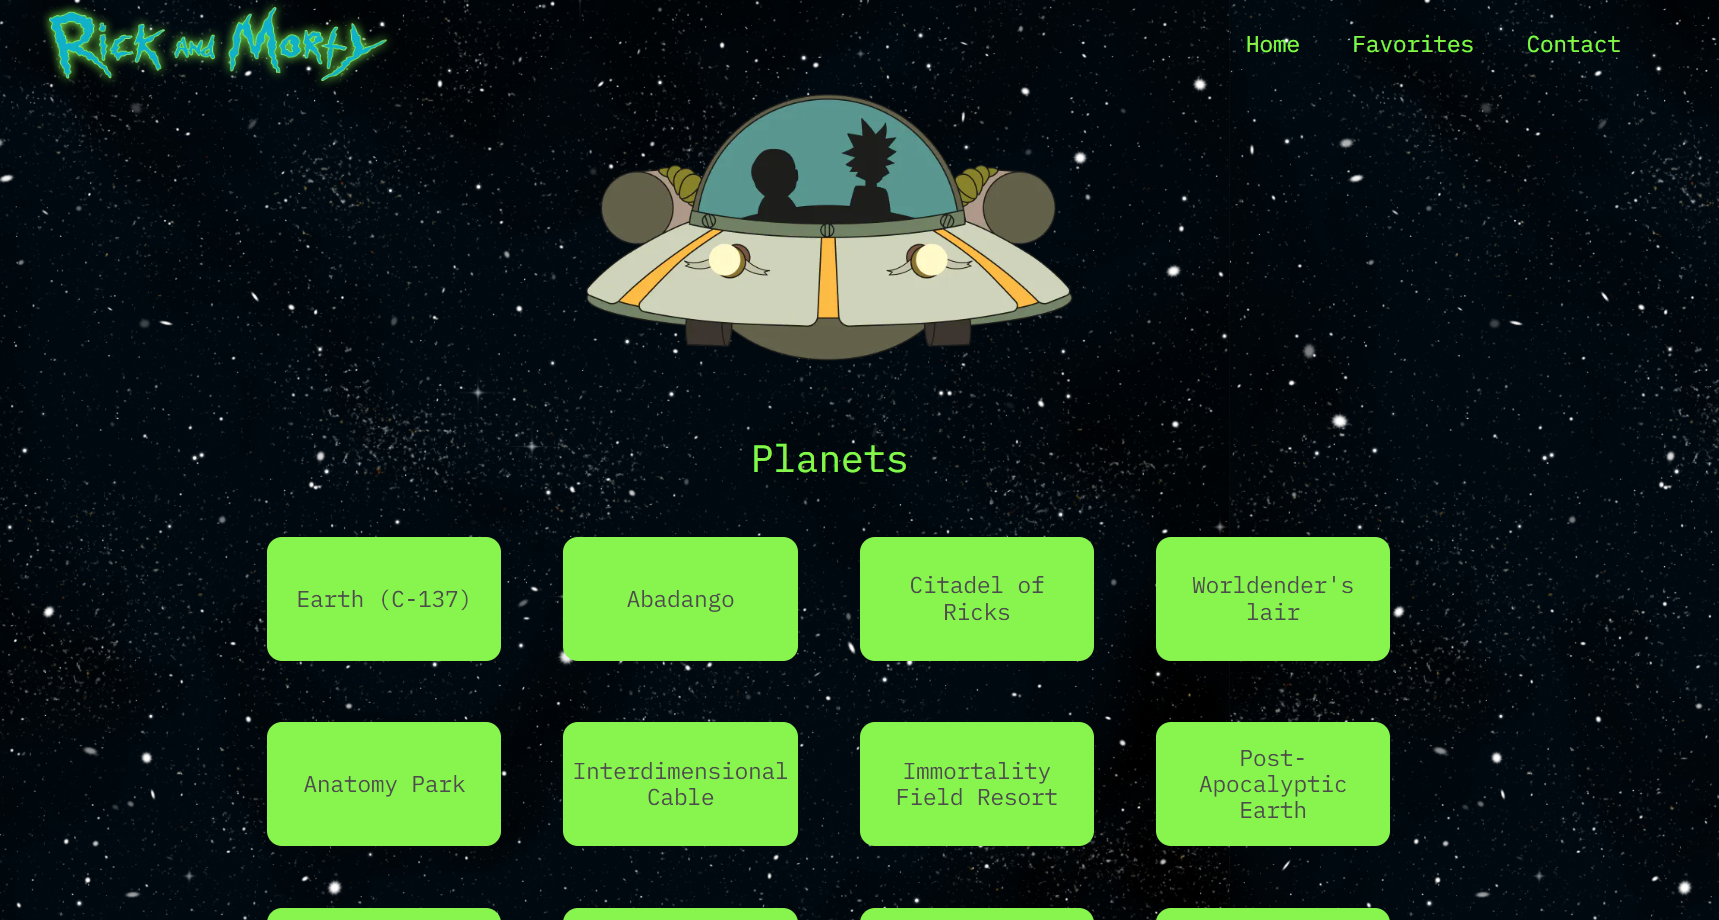 Rick and Morty
Home
Favorites
Contact
Planets
Earth (C-137)
Abadango
Citadel of
Ricks
Worldender's
lair
Anatomy Park
Interdimensional
Cable
Immortality
Field Resort
Post-
Apocalyptic
Earth